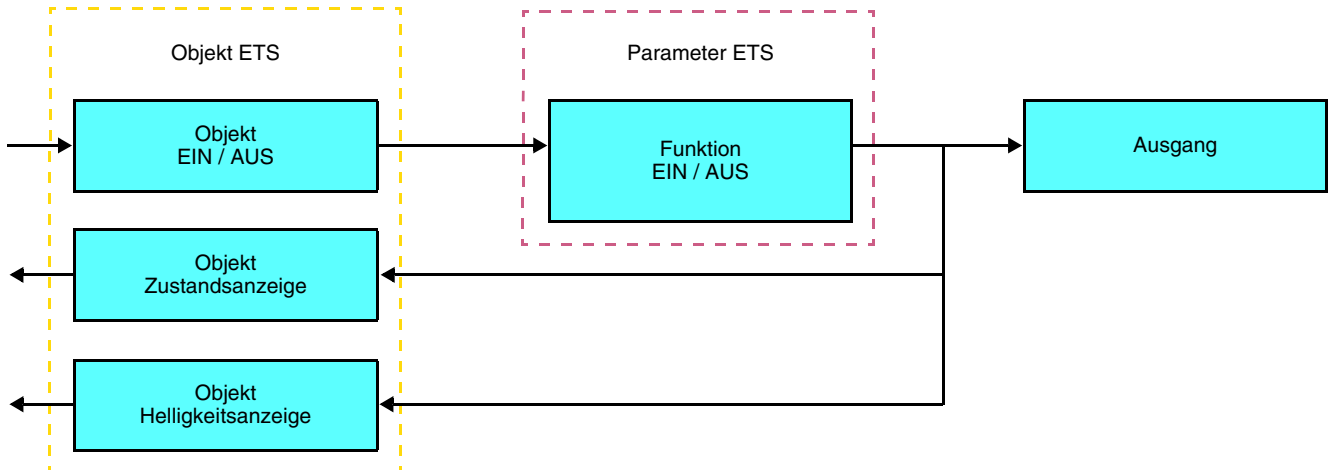 Objekt ETS
Parameter ETS
Objekt
EIN / AUS
Funktion
EIN / AUS
Ausgang
Objekt
Zustandsanzeige
Objekt
Helligkeitsanzeige